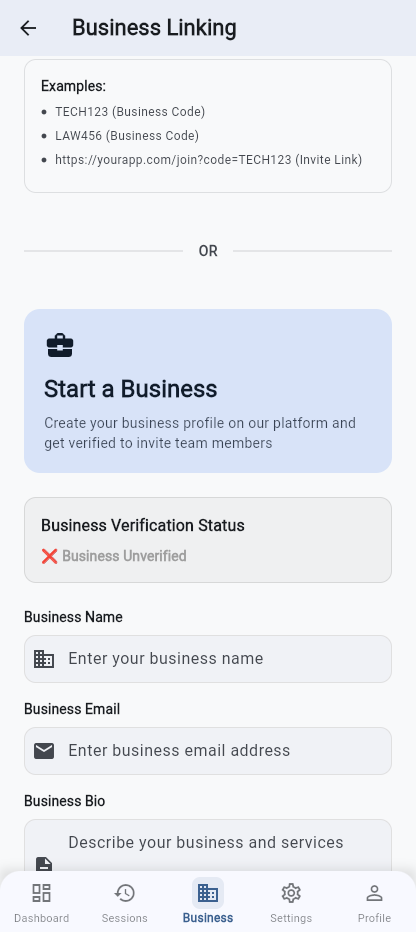 Business Linking
Examples:
• TECH123 (Business Code)
• LAW456 (Business Code)
• https://yourapp.com/join?code=TECH123 (Invite Link)
OR
Start a Business
Create your business profile on our platform and
get verified to invite team members
Business Verification Status
❌ Business Unverified
Business Name
Enter your business name
Business Email
Enter business email address
Business Bio
Describe your business and services
Dashboard
Sessions
Business
Settings
Profile